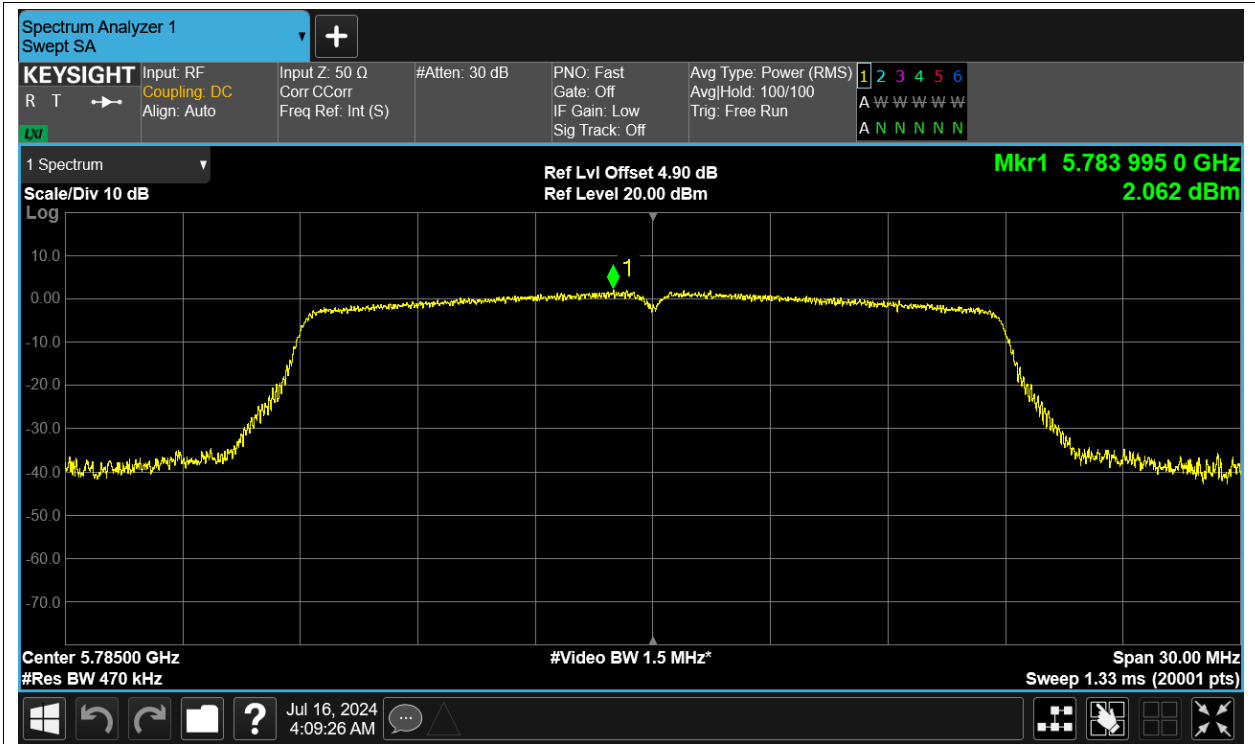 Spectrum Analyzer 1
Swept SA
+
KEYSIGHT
R T
LXI
Input: RF
Coupling: DC
Align: Auto
Input Z: 50 Ω
Corr CCorr
Freq Ref: Int (S)
#Atten: 30 dB
PNO: Fast
Gate: Off
IF Gain: Low
Sig Track: Off
Avg Type: Power (RMS)
Avg|Hold: 100/100
Trig: Free Run
1 2 3 4 5 6
A W W W W W
A N N N N N
1 Spectrum
Scale/Div 10 dB
Log
Ref Lvl Offset 4.90 dB
Ref Level 20.00 dBm
Mkr1 5.783 995 0 GHz
2.062 dBm
1
10.0
0.00
-10.0
-20.0
-30.0
-40.0
-50.0
-60.0
-70.0
Center 5.78500 GHz
#Res BW 470 kHz
#Video BW 1.5 MHz*
Span 30.00 MHz
Sweep 1.33 ms (20001 pts)
?
Jul 16, 2024
4:09:26 AM